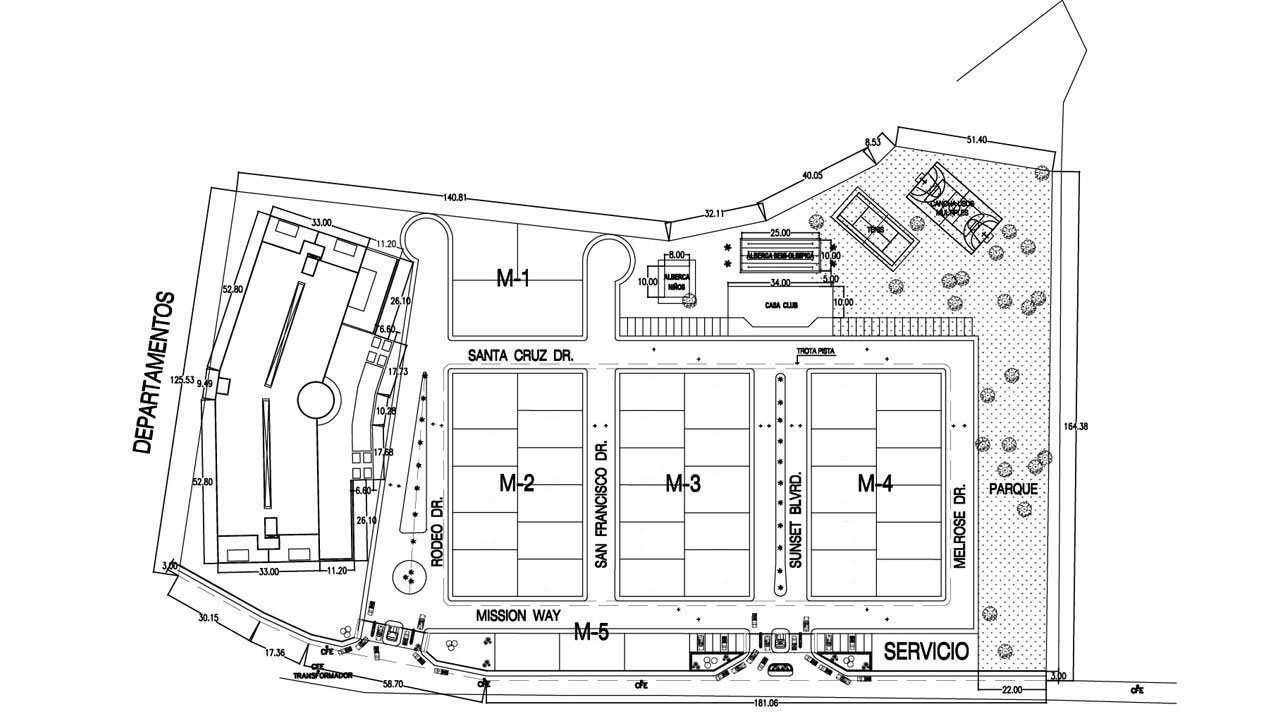 51.40
8.53
40.05
140.81
32.11
33.00
11.20
CANCHA USOS
MULTIPLES
TENIS
25.00
ALBERCA SEMI-OLIMPICA
10.00
8.00
10.00
ALBERCA
NIÑOS
5.00
34.00
CASA CLUB
10.00
M-1
52.80
26.10
6.60
SANTA CRUZ DR.
TROTA PISTA
DEPARTAMENTOS
125.53
9.49
17.73
10.28
17.68
6.60
52.80
26.10
164.38
M-2
M-3
M-4
RODEO DR.
SAN FRANCISCO DR.
SUNSET BLVRD.
MELROSE DR.
PARQUE
3.00
33.00
11.20
30.15
17.36
MISSION WAY
M-5
SERVICIO
CFE
CFE
TRANSFORMADOR
58.70
CFE
CFE
181.06
3.00
22.00
CFE